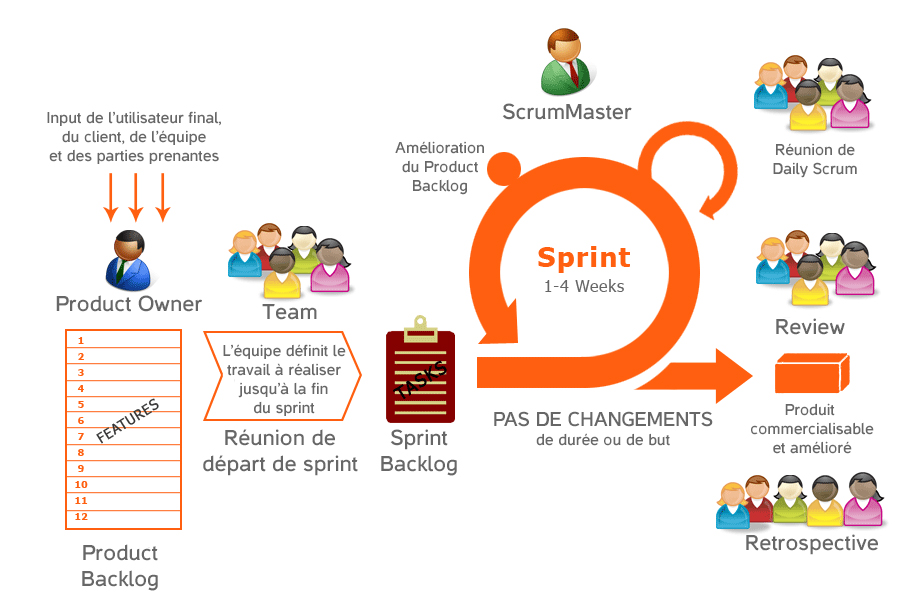 Input de l'utilisateur final,
du client, de l'équipe
et des parties prenantes
Product Owner
1
2
3
4
5
6
7
8
9
10
11
12
FEATURES
Product
Backlog
Team
L'équipe définit le
travail à réaliser
jusqu'à la fin
du sprint
Réunion de
départ de sprint
TASKS
Sprint
Backlog
ScrumMaster
Amélioration
du Product
Backlog
Sprint
1-4 Weeks
PAS DE CHANGEMENTS
de durée ou de but
Réunion de
Daily Scrum
Review
Produit
commercialisable
et amélioré
Retrospective